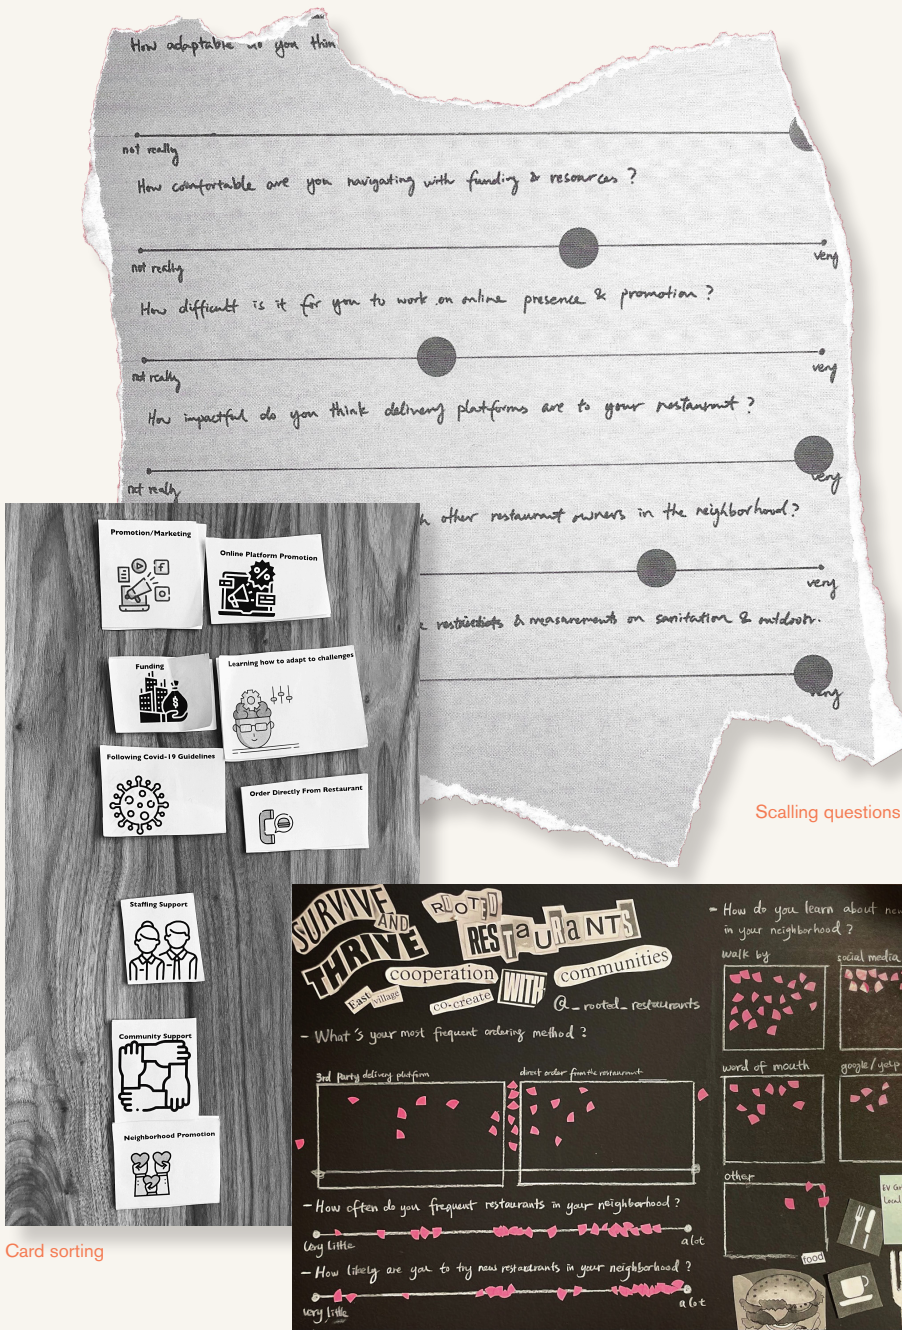 How adaptable do you thin
not really
How comfortable are you navigating with funding & resources ?
not really
very
How difficult is it for you to work on online presence & promotion ?
not really
very
How impactful do you think delivery platforms are to your restaurant ?
not really
very
other restaurant owners in the neighborhood?
very
& measurements on sanitation & outdoor.
very
Scalling questions
Promotion/Marketing
Online Platform Promotion
Funding
Learning how to adapt to challenges
Following Covid-19 Guidelines
Order Directly From Restaurant
Staffing Support
Community Support
Neighborhood Promotion
Card sorting
SURVIVE
AND
THRIVE
ROOTED
RESTAURANTS
cooperation
WITH
communities
East village
co-create
@_rooted_restaurants
- What's your most frequent ordering method ?
3rd party delivery platform
direct order from the restaurant
- How often do you frequent restaurants in your neighborhood ?
very little
a lot
- How likely are you to try new restaurants in your neighborhood ?
very little
a lot
- How do you learn about
in your neighborhood ?
walk by
social media
word of mouth
google/yelp
other
food